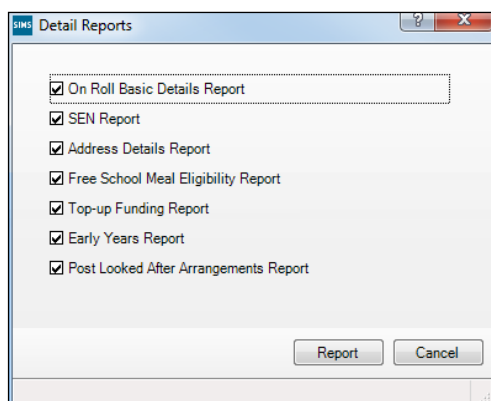 SIMS Detail Reports
On Roll Basic Details Report
SEN Report
Address Details Report
Free School Meal Eligibility Report
Top-up Funding Report
Early Years Report
Post Looked After Arrangements Report
Report Cancel